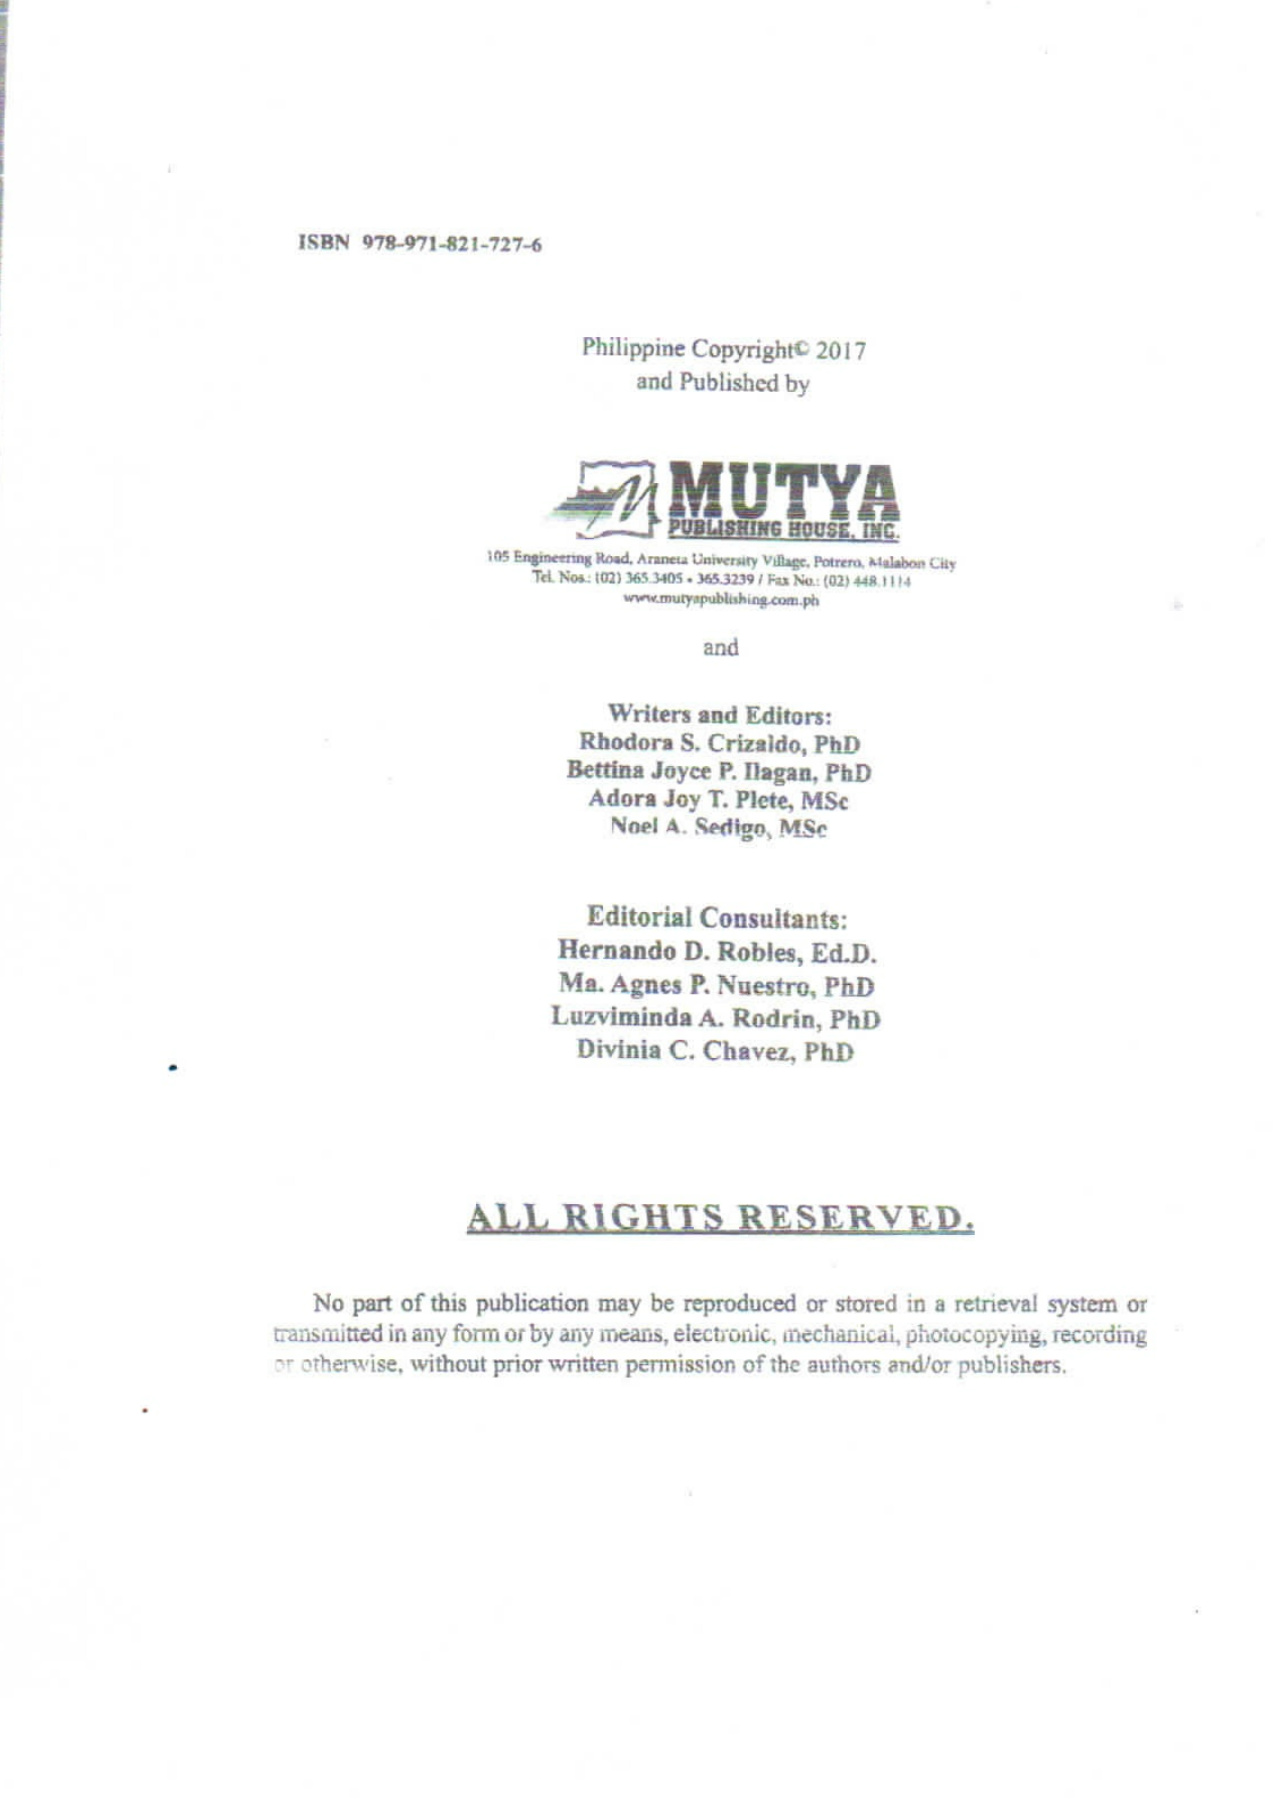 ISBN 978-971-821-727-6
Philippine Copyright© 2017
and Published by
MUTYA
PUBLISHING HOUSE, INC.
105 Engineering Road, Araneta University Village, Potrero, Malabon City
Tel. Nos.: (02) 365.3405 • 365.3239 / Fax No.: (02) 448.1114
www.mutyapublishing.com.ph
and
Writers and Editors:
Rhodora S. Crizaldo, PhD
Bettina Joyce P. Ilagan, PhD
Adora Joy T. Plete, MSc
Noel A. Sedigo, MSc
Editorial Consultants:
Hernando D. Robles, Ed.D.
Ma. Agnes P. Nuestro, PhD
Luzviminda A. Rodrin, PhD
Divinia C. Chavez, PhD
ALL RIGHTS RESERVED.
No part of this publication may be reproduced or stored in a retrieval system or
transmitted in any form or by any means, electronic, mechanical, photocopying, recording
or otherwise, without prior written permission of the authors and/or publishers.